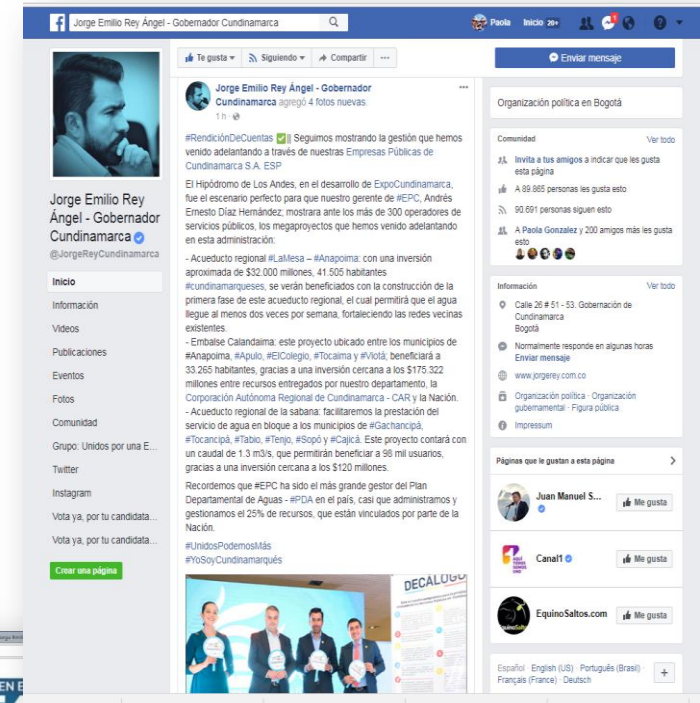 Jorge Emilio Rey Ángel - Gobernador Cundinamarca
Paola
Inicio 20+
Te gusta
Siguiendo
Compartir
Enviar mensaje
Jorge Emilio Rey
Ángel - Gobernador
Cundinamarca
@JorgeReyCundinamarca
Inicio
Información
Videos
Publicaciones
Eventos
Fotos
Comunidad
Grupo: Unidos por una E...
Twitter
Instagram
Vota ya, por tu candidata...
Vota ya, por tu candidata...
Crear una página
Jorge Emilio Rey Ángel - Gobernador
Cundinamarca agregó 4 fotos nuevas.
1 h ·
#RendiciónDeCuentas ✅|| Seguimos mostrando la gestión que hemos
venido adelantando a través de nuestras Empresas Públicas de
Cundinamarca S.A. ESP
El Hipódromo de Los Andes, en el desarrollo de ExpoCundinamarca,
fue el escenario perfecto para que nuestro gerente de #EPC, Andrés
Ernesto Díaz Hernández, mostrara ante los más de 300 operadores de
servicios públicos, los megaproyectos que hemos venido adelantando
en esta administración:
- Acueducto regional #LaMesa – #Anapoima: con una inversión
aproximada de $32.000 millones, 41.505 habitantes
#cundinamarqueses, se verán beneficiados con la construcción de la
primera fase de este acueducto regional, el cual permitirá que el agua
llegue al menos dos veces por semana, fortaleciendo las redes vecinas
existentes.
- Embalse Calandaima: este proyecto ubicado entre los municipios de
#Anapoima, #Apulo, #ElColegio, #Tocaima y #Viotá; beneficiará a
33.265 habitantes, gracias a una inversión cercana a los $175.322
millones entre recursos entregados por nuestro departamento, la
Corporación Autónoma Regional de Cundinamarca - CAR y la Nación.
- Acueducto regional de la sabana: facilitaremos la prestación del
servicio de agua en bloque a los municipios de #Gachancipá,
#Tocancipá, #Tabio, #Tenjo, #Sopó y #Cajicá. Este proyecto contará con
un caudal de 1.3 m3/s, que permitirán beneficiar a 96 mil usuarios,
gracias a una inversión cercana a los $120 millones.
Recordemos que #EPC ha sido el más grande gestor del Plan
Departamental de Aguas - #PDA en el país, casi que administramos y
gestionamos el 25% de recursos, que están vinculados por parte de la
Nación.
#UnidosPodemosMás
#YoSoyCundinamarqués
DECÁLOGO
Organización política en Bogotá
Comunidad
Ver todo
Invita a tus amigos a indicar que les gusta
esta página
A 89.865 personas les gusta esto
90.691 personas siguen esto
A Paola Gonzalez y 200 amigos más les gusta
esto
Información
Ver todo
Calle 26 # 51 - 53. Gobernación de
Cundinamarca
Bogotá
Normalmente responde en algunas horas
Enviar mensaje
www.jorgerey.com.co
Organización política · Organización
gubernamental · Figura pública
Impressum
Páginas que le gustan a esta página
Juan Manuel S...
Me gusta
Canal1
Me gusta
EquinoSaltos.com
Me gusta
Español · English (US) · Português (Brasil) ·
Français (France) · Deutsch
EN E